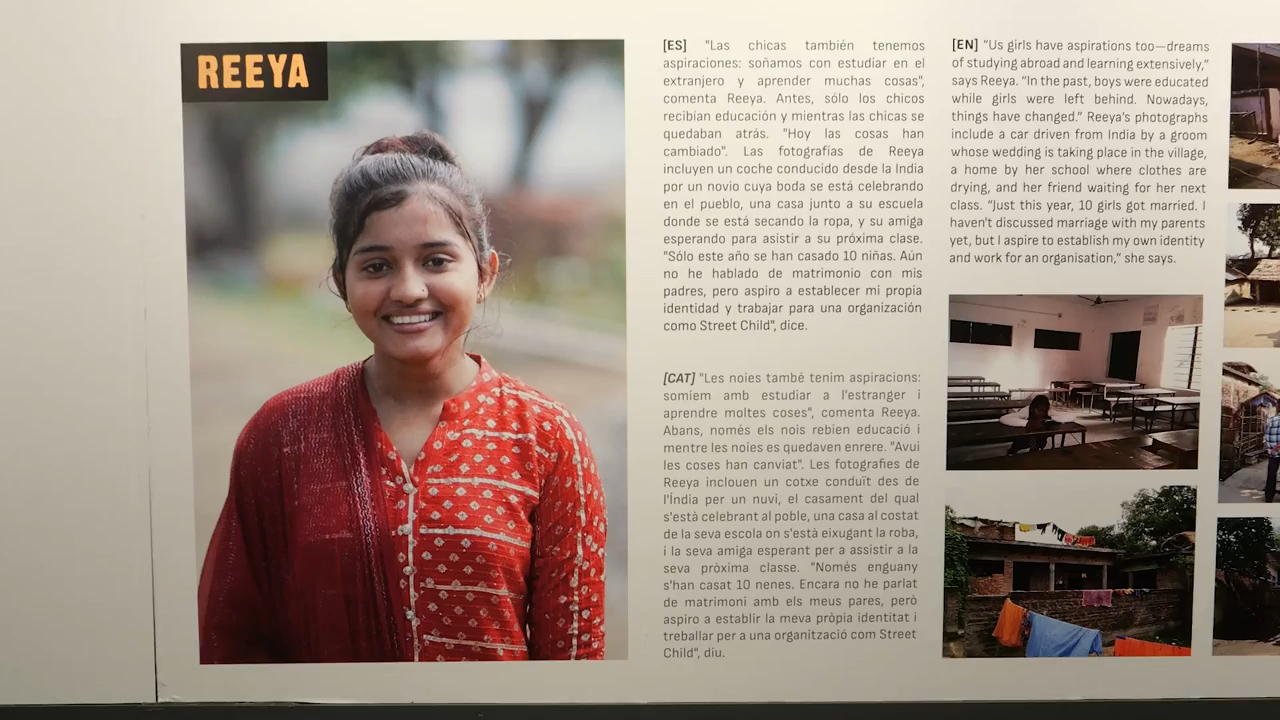 REEYA
[ES] "Las chicas también tenemos
aspiraciones: soñamos con estudiar en el
extranjero y aprender muchas cosas",
comenta Reeya. Antes, sólo los chicos
recibían educación y mientras las chicas se
quedaban atrás. "Hoy las cosas han
cambiado". Las fotografías de Reeya
incluyen un coche conducido desde la India
por un novio cuya boda se está celebrando
en el pueblo, una casa junto a su escuela
donde se está secando la ropa, y su amiga
esperando para asistir a su próxima clase.
"Sólo este año se han casado 10 niñas. Aún
no he hablado de matrimonio con mis
padres, pero aspiro a establecer mi propia
identidad y trabajar para una organización
como Street Child", dice.
[CAT] "Les noies també tenim aspiracions:
somiem amb estudiar a l'estranger i
aprendre moltes coses", comenta Reeya.
Abans, només els nois rebien educació i
mentre les noies es quedaven enrere. "Avui
les coses han canviat". Les fotografies de
Reeya inclouen un cotxe conduït des de
l'Índia per un nuvi, el casament del qual
s'està celebrant al poble, una casa al costat
de la seva escola on s'està eixugant la roba,
i la seva amiga esperant per a assistir a la
seva pròxima classe. "Només enguany
s'han casat 10 nenes. Encara no he parlat
de matrimoni amb els meus pares, però
aspiro a establir la meva pròpia identitat i
treballar per a una organització com Street
Child", diu.
[EN] “Us girls have aspirations too—dreams
of studying abroad and learning extensively,”
says Reeya. “In the past, boys were educated
while girls were left behind. Nowadays,
things have changed.” Reeya’s photographs
include a car driven from India by a groom
whose wedding is taking place in the village,
a home by her school where clothes are
drying, and her friend waiting for her next
class. “Just this year, 10 girls got married. I
haven't discussed marriage with my parents
yet, but I aspire to establish my own identity
and work for an organisation,” she says.